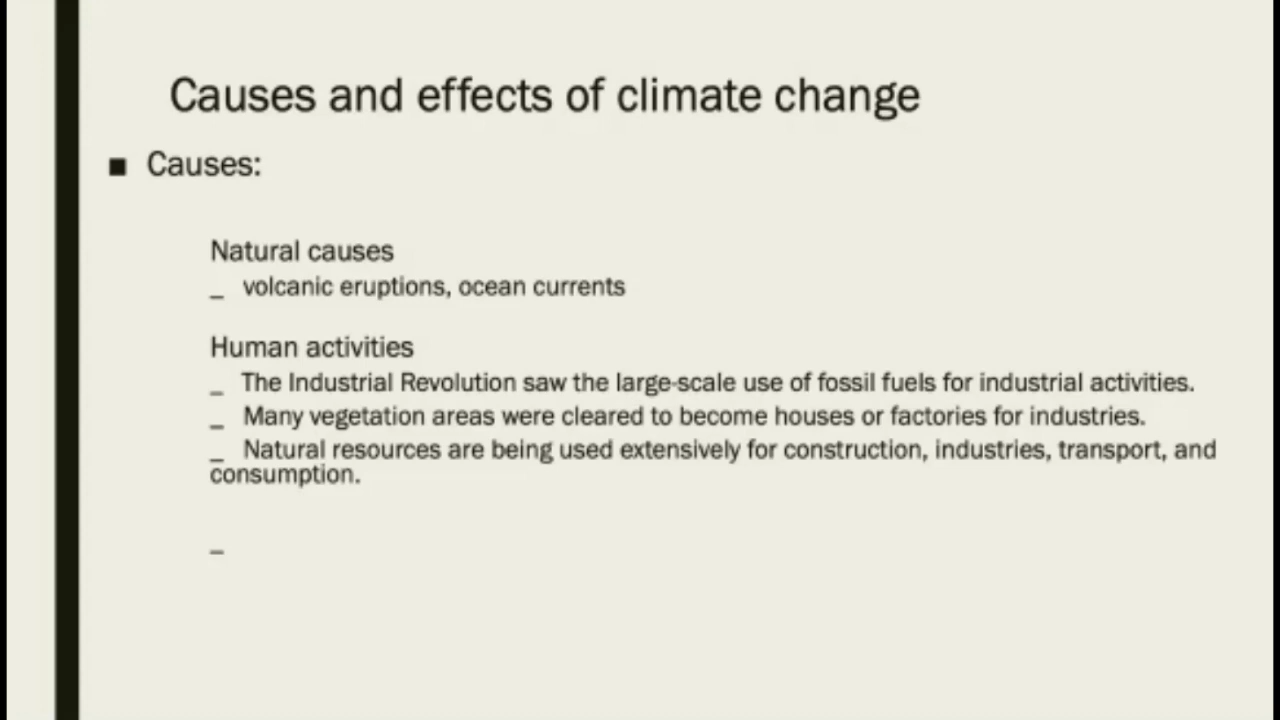 Causes and effects of climate change
■ Causes:
Natural causes
_ volcanic eruptions, ocean currents
Human activities
_ The Industrial Revolution saw the large-scale use of fossil fuels for industrial activities.
_ Many vegetation areas were cleared to become houses or factories for industries.
_ Natural resources are being used extensively for construction, industries, transport, and
consumption.
_